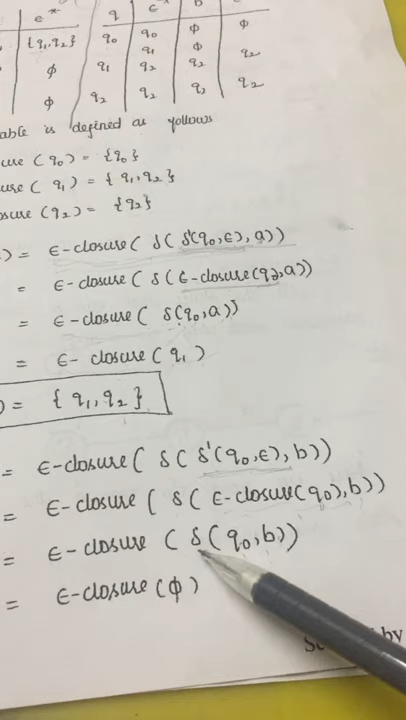 ε* q ε* b
{q₁,q₂} q₀ q₀ ϕ ϕ
ϕ q₁ ϕ
q₁ q₂ q₂ q₂
ϕ q₂ q₂ q₂ q₂
able is defined as follows
ure (q₀) = {q₀}
ure ( q₁) = { q₁,q₂}
osure (q₂) = {q₂}
) = ε-closure( δ( δ'(q₀,ε), a))
= ε-closure( δ( ε-closure(q₀,a))
= ε-closure( δ(q₀,a))
= ε- closure ( q₁ )
) = { q₁,q₂ }
= ε-closure( δ( δ'(q₀,ε), b))
= ε-closure ( δ( ε-closure(q₀), b))
= ε-closure ( δ( q₀,b))
= ε-closure (ϕ)
by